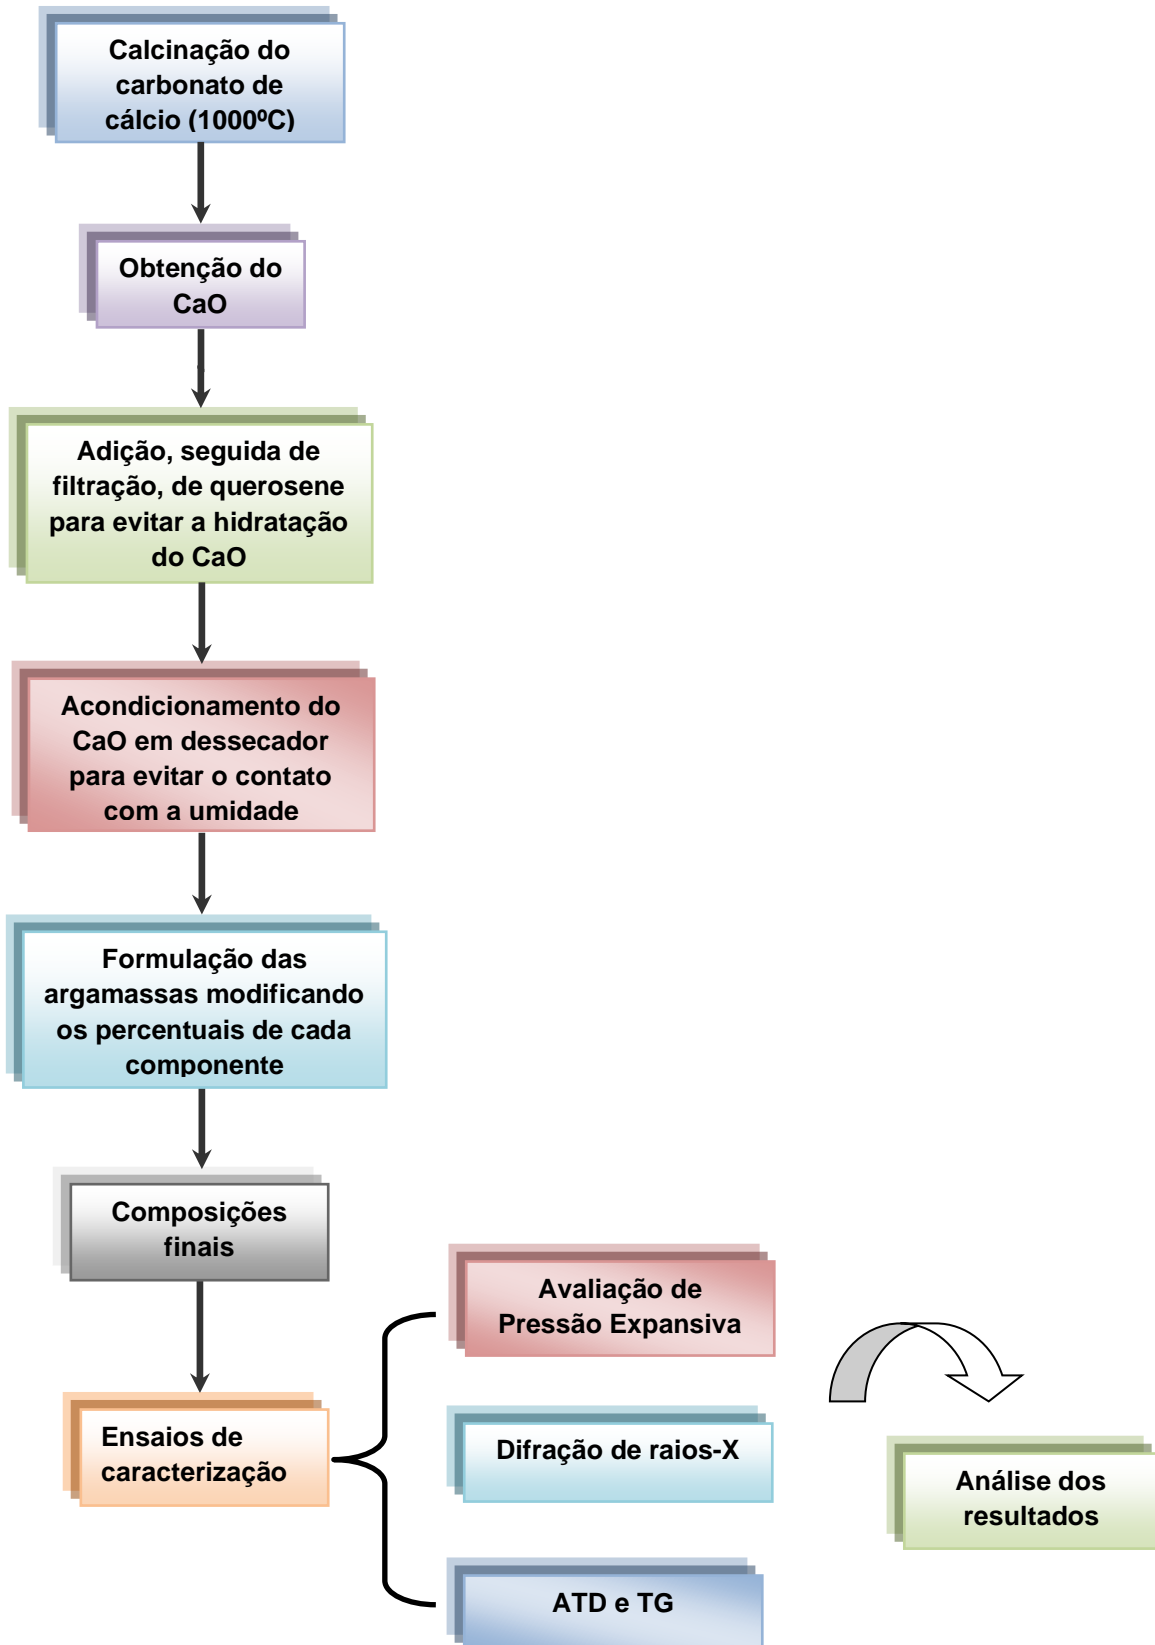 Calcinação do
carbonato de
cálcio (1000ºC)
Obtenção do
CaO
Adição, seguida de
filtração, de querosene
para evitar a hidratação
do CaO
Acondicionamento do
CaO em dessecador
para evitar o contato
com a umidade
Formulação das
argamassas modificando
os percentuais de cada
componente
Composições
finais
Ensaios de
caracterização
Avaliação de
Pressão Expansiva
Difração de raios-X
ATD e TG
Análise dos
resultados